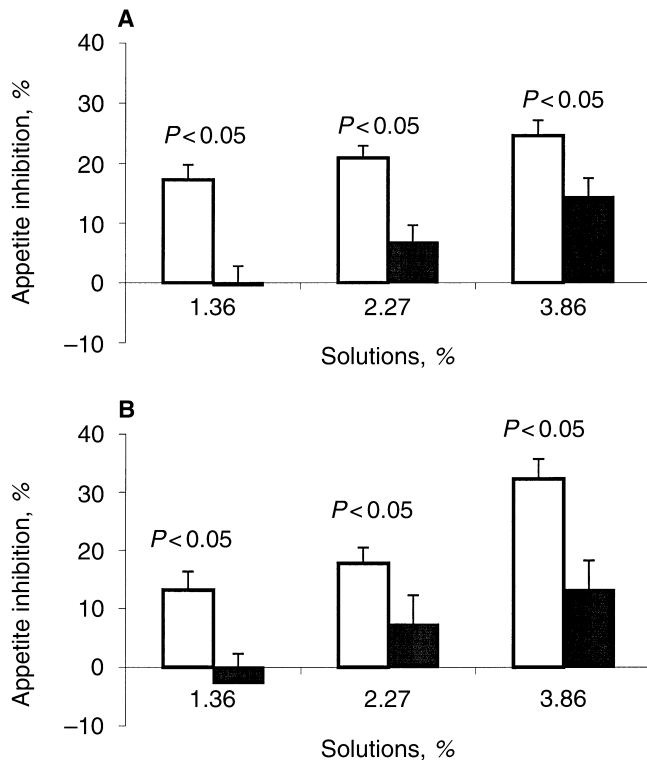 A
40
30
20
10
0
–10
Appetite inhibition, %
P < 0.05
P < 0.05
P < 0.05
1.36
2.27
3.86
Solutions, %
B
40
30
20
10
0
–10
Appetite inhibition, %
P < 0.05
P < 0.05
P < 0.05
1.36
2.27
3.86
Solutions, %